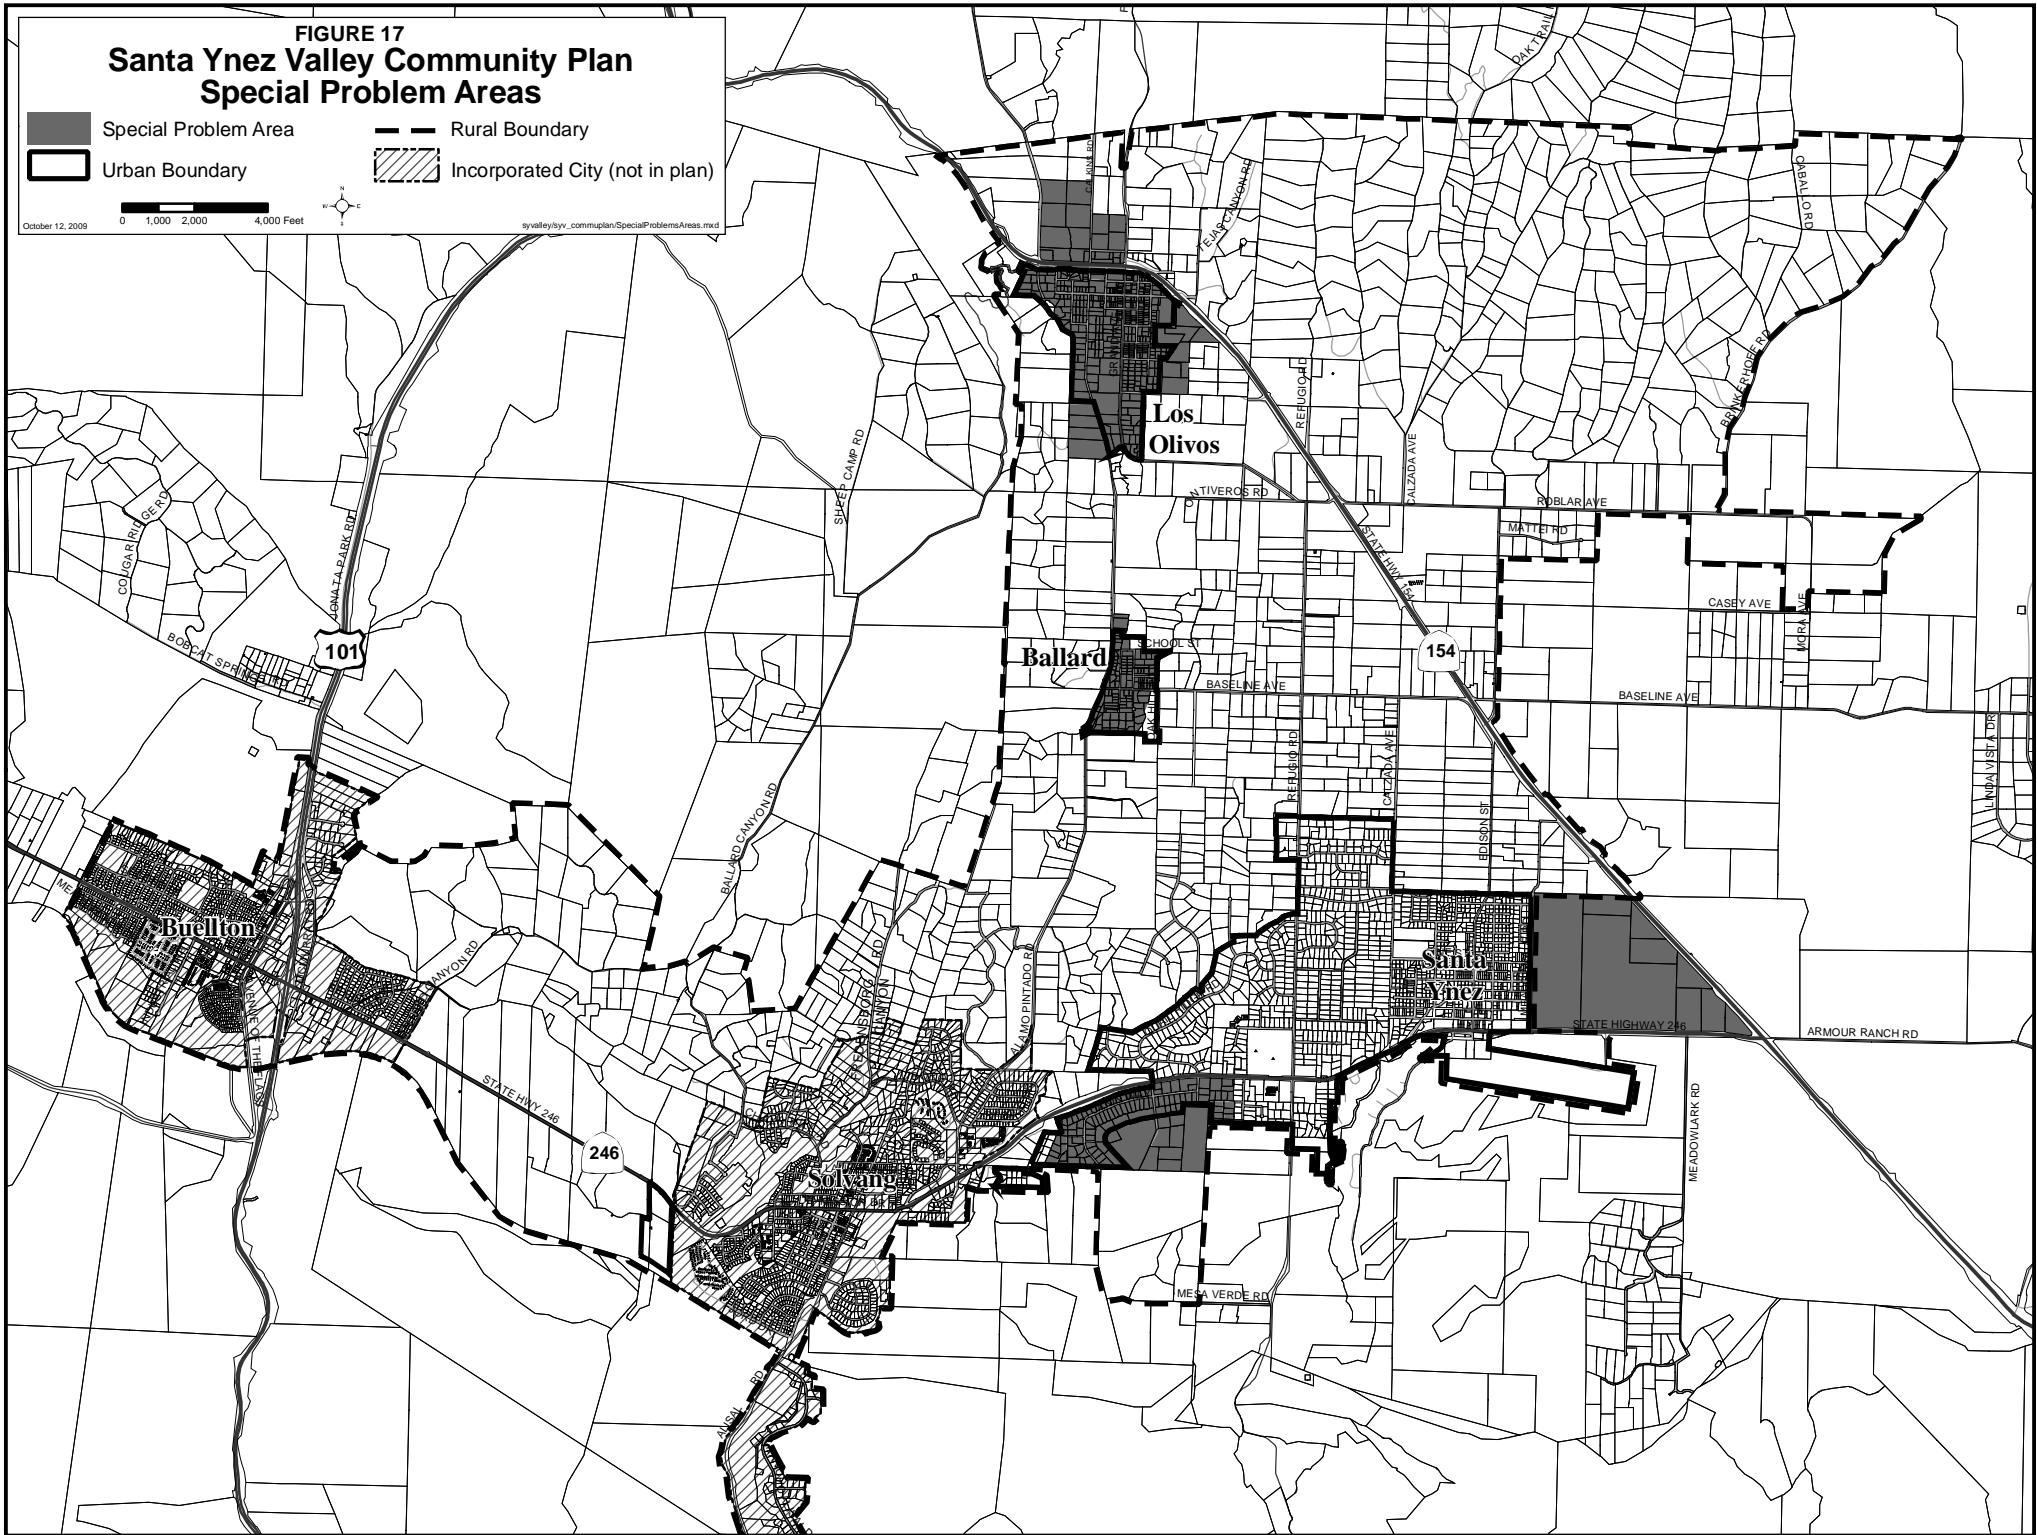 FIGURE 17
Santa Ynez Valley Community Plan
Special Problem Areas
Special Problem Area
Rural Boundary
Urban Boundary
Incorporated City (not in plan)
N
W
E
S
0 1,000 2,000 4,000 Feet
October 12, 2009
syvalley/syv_commuplan/SpecialProblemsAreas.mxd
CALKINS RD
TEJAS CANYON RD
CABALLO RD
BRINKERHOFF RD
Los
Olivos
REFUGIO RD
CALZADA AVE
SHEEP CAMP RD
ONTIVEROS RD
ROBLAR AVE
MATTEI RD
STATE HWY 154
COUGAR RIDGE RD
JONATA PARK RD
CASEY AVE
MORA AVE
BOBCAT SPRINGS RD
101
Ballard
SCHOOL ST
154
BASELINE AVE
BASELINE AVE
LINDA VISTA DR
REFUGIO RD
CALZADA AVE
EDISON ST
BALLARD CANYON RD
Buellton
CANYON RD
ALAMO PINTADO RD
Santa
Ynez
STATE HIGHWAY 246
ARMOUR RANCH RD
STATE HWY 246
246
Solvang
MEADOWLARK RD
MESA VERDE RD